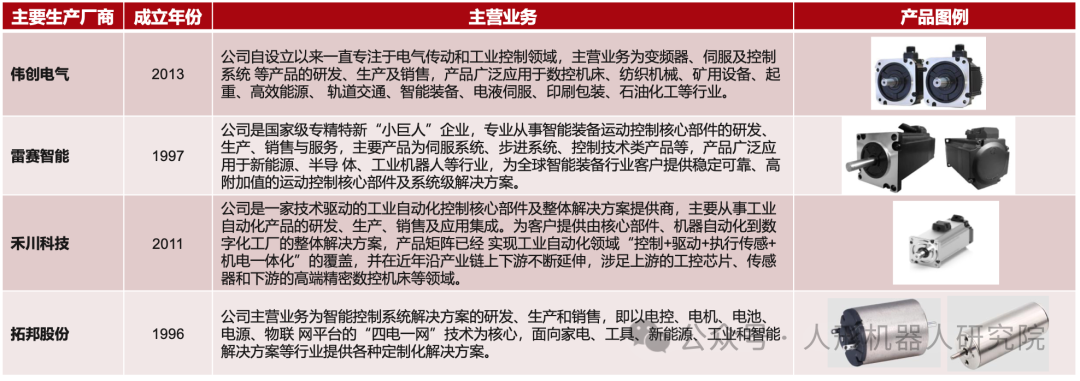 主要生产厂商 成立年份 主营业务 产品图例
伟创电气 2013
公司自设立以来一直专注于电气传动和工业控制领域，主营业务为变频器、伺服及控制
系统 等产品的研发、生产及销售，产品广泛应用于数控机床、纺织机械、矿用设备、起
重、高效能源、 轨道交通、智能装备、电液伺服、印刷包装、石油化工等行业。
雷赛智能 1997
公司是国家级专精特新“小巨人”企业，专业从事智能装备运动控制核心部件的研发、
生产、销售与服务，主要产品为伺服系统、步进系统、控制技术类产品等，产品广泛应
用于新能源、半导 体、工业机器人等行业，为全球智能装备行业客户提供稳定可靠、高
附加值的运动控制核心部件及系统级解决方案。
禾川科技 2011
公司是一家技术驱动的工业自动化控制核心部件及整体解决方案提供商，主要从事工业
自动化产品的研发、生产、销售及应用集成。为客户提供由核心部件、机器自动化到数
字化工厂的整体解决方案，产品矩阵已经 实现工业自动化领域“控制+驱动+执行传感+
机电一体化”的覆盖，并在近年沿产业链上下游不断延伸，涉足上游的工控芯片、传感
器和下游的高端精密数控机床等领域。
拓邦股份 1996
公司主营业务为智能控制系统解决方案的研发、生产和销售，即以电控、电机、电池、
电源、物联 网平台的“四电一网”技术为核心，面向家电、工具、新能源、工业和智能
解决方案等行业提供各种定制化解决方案。
公众号 · 人形机器人研究院